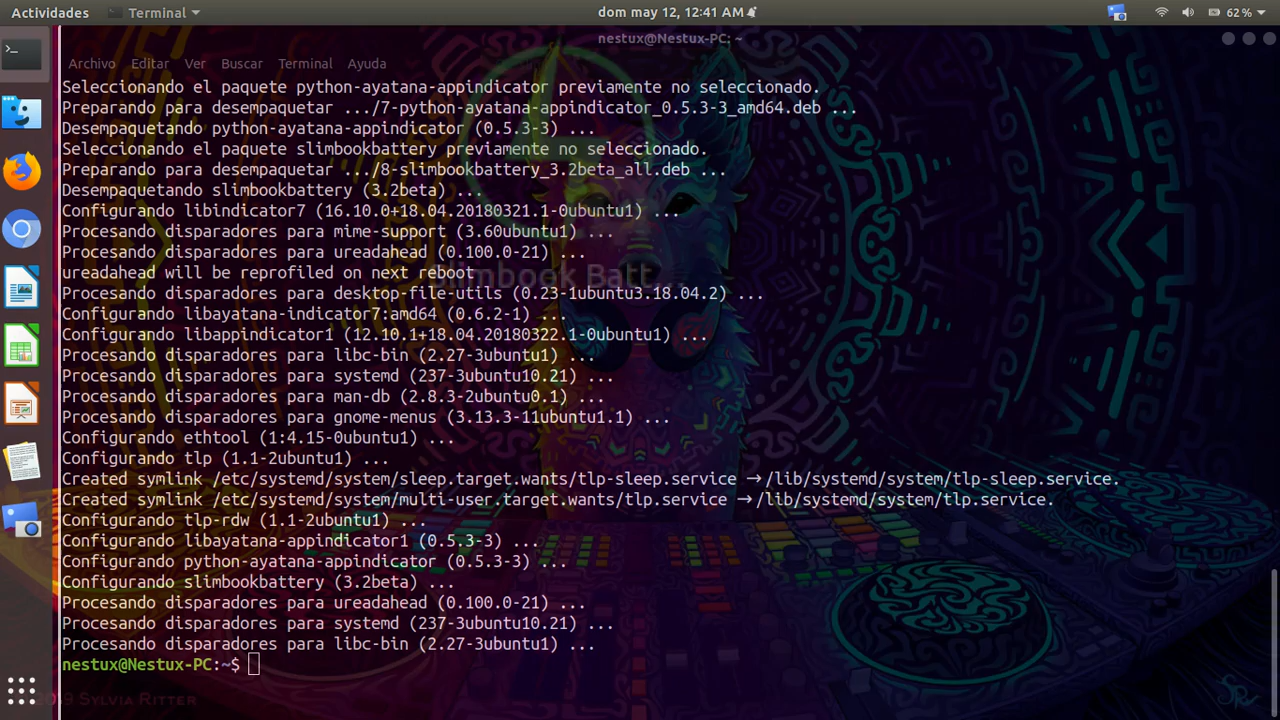 Actividades Terminal dom may 12, 12:41 AM 62 %
nestux@Nestux-PC: ~
Archivo Editar Ver Buscar Terminal Ayuda
Seleccionando el paquete python-ayatana-appindicator previamente no seleccionado.
Preparando para desempaquetar .../7-python-ayatana-appindicator_0.5.3-3_amd64.deb ...
Desempaquetando python-ayatana-appindicator (0.5.3-3) ...
Seleccionando el paquete slimbookbattery previamente no seleccionado.
Preparando para desempaquetar .../8-slimbookbattery_3.2beta_all.deb ...
Desempaquetando slimbookbattery (3.2beta) ...
Configurando libindicator7 (16.10.0+18.04.20180321.1-0ubuntu1) ...
Procesando disparadores para mime-support (3.60ubuntu1) ...
Procesando disparadores para ureadahead (0.100.0-21) ...
ureadahead will be reprofiled on next reboot
Slimbook Batt...
Procesando disparadores para desktop-file-utils (0.23-1ubuntu3.18.04.2) ...
Configurando libayatana-indicator7:amd64 (0.6.2-1) ...
Configurando libappindicator1 (12.10.1+18.04.20180322.1-0ubuntu1) ...
Procesando disparadores para libc-bin (2.27-3ubuntu1) ...
Procesando disparadores para systemd (237-3ubuntu10.21) ...
Procesando disparadores para man-db (2.8.3-2ubuntu0.1) ...
Procesando disparadores para gnome-menus (3.13.3-11ubuntu1.1) ...
Configurando ethtool (1:4.15-0ubuntu1) ...
Configurando tlp (1.1-2ubuntu1) ...
Created symlink /etc/systemd/system/sleep.target.wants/tlp-sleep.service → /lib/systemd/system/tlp-sleep.service.
Created symlink /etc/systemd/system/multi-user.target.wants/tlp.service → /lib/systemd/system/tlp.service.
Configurando tlp-rdw (1.1-2ubuntu1) ...
Configurando libayatana-appindicator1 (0.5.3-3) ...
Configurando python-ayatana-appindicator (0.5.3-3) ...
Configurando slimbookbattery (3.2beta) ...
Procesando disparadores para ureadahead (0.100.0-21) ...
Procesando disparadores para systemd (237-3ubuntu10.21) ...
Procesando disparadores para libc-bin (2.27-3ubuntu1) ...
nestux@Nestux-PC:~$
2019 SYLVIA RITTER